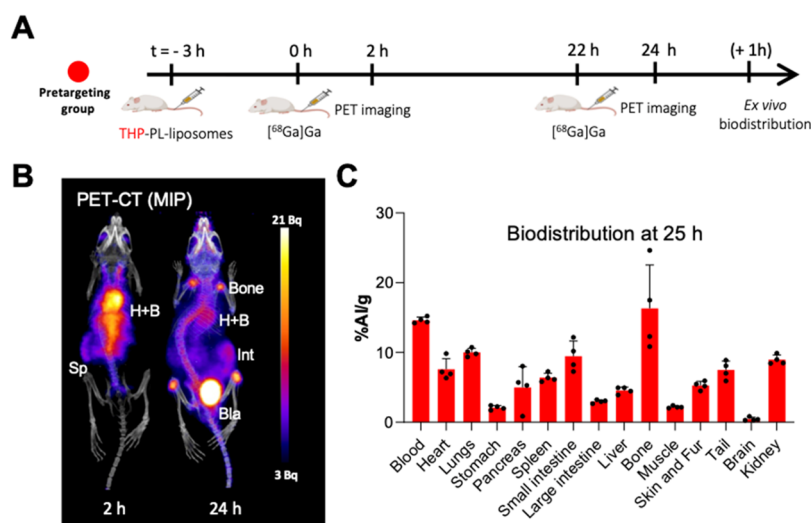 A
t = - 3 h
0 h
2 h
22 h
24 h
(+ 1h)
Pretargeting
group
THP-PL-liposomes
[⁶⁸Ga]Ga
PET imaging
[⁶⁸Ga]Ga
PET imaging
Ex vivo
biodistribution
B
PET-CT (MIP)
21 Bq
Bone
H+B
H+B
Int
Sp
Bla
3 Bq
2 h
24 h
C
Biodistribution at 25 h
%AI/g
30
20
10
0
Blood
Heart
Lungs
Stomach
Pancreas
Spleen
Small intestine
Large intestine
Liver
Bone
Muscle
Skin and Fur
Tail
Brain
Kidney